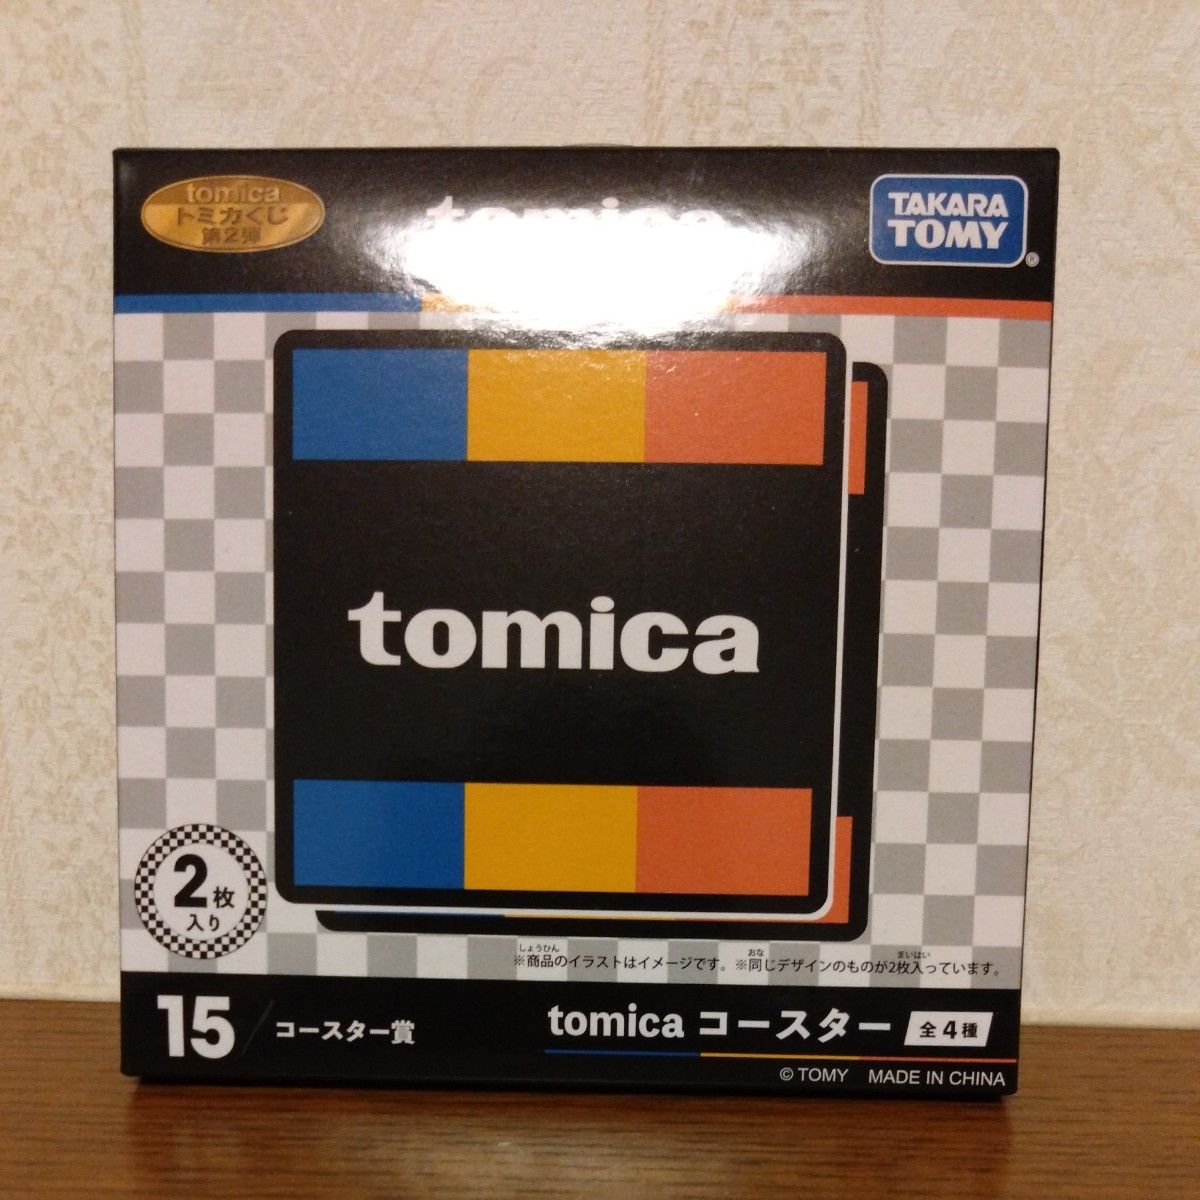 tomica
トミカくじ
第2弾
tomica
TAKARA
TOMY
®
tomica
2枚
入り
しょうひん おな まいはい
※商品のイラストはイメージです。※同じデザインのものが2枚入っています。
15 コースター賞
tomica コースター 全4種
© TOMY MADE IN CHINA